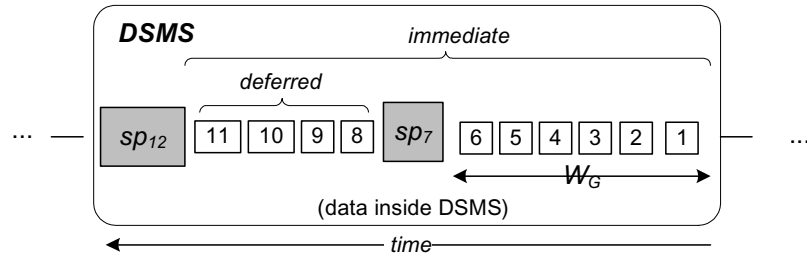 DSMS
immediate
deferred
... sp12 11 10 9 8 sp7 6 5 4 3 2 1 ...
WG
(data inside DSMS)
time